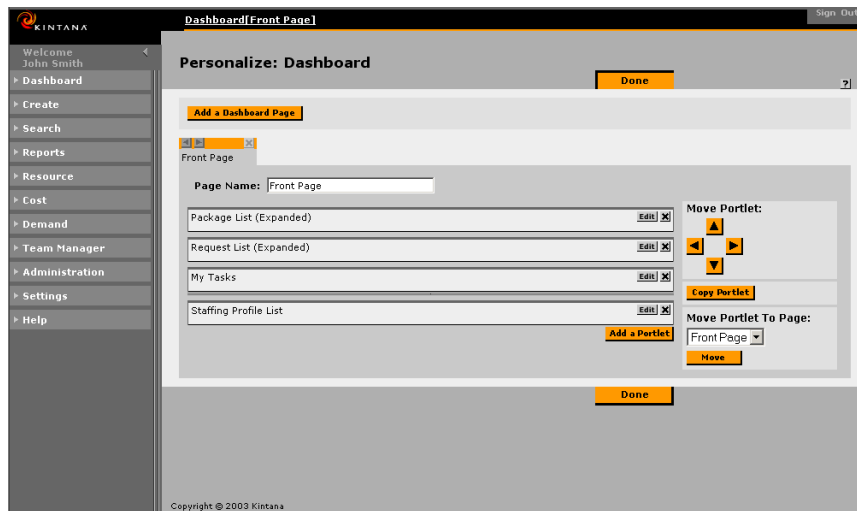 KINTANA
Dashboard[Front Page]
Sign Out
Welcome
John Smith
Dashboard
Create
Search
Reports
Resource
Cost
Demand
Team Manager
Administration
Settings
Help
Personalize: Dashboard
Done
?
Add a Dashboard Page
Front Page
Page Name: Front Page
Package List (Expanded) Edit X
Request List (Expanded) Edit X
My Tasks Edit X
Staffing Profile List Edit X
Add a Portlet
Move Portlet:
Copy Portlet
Move Portlet To Page:
Front Page
Move
Done
Copyright © 2003 Kintana